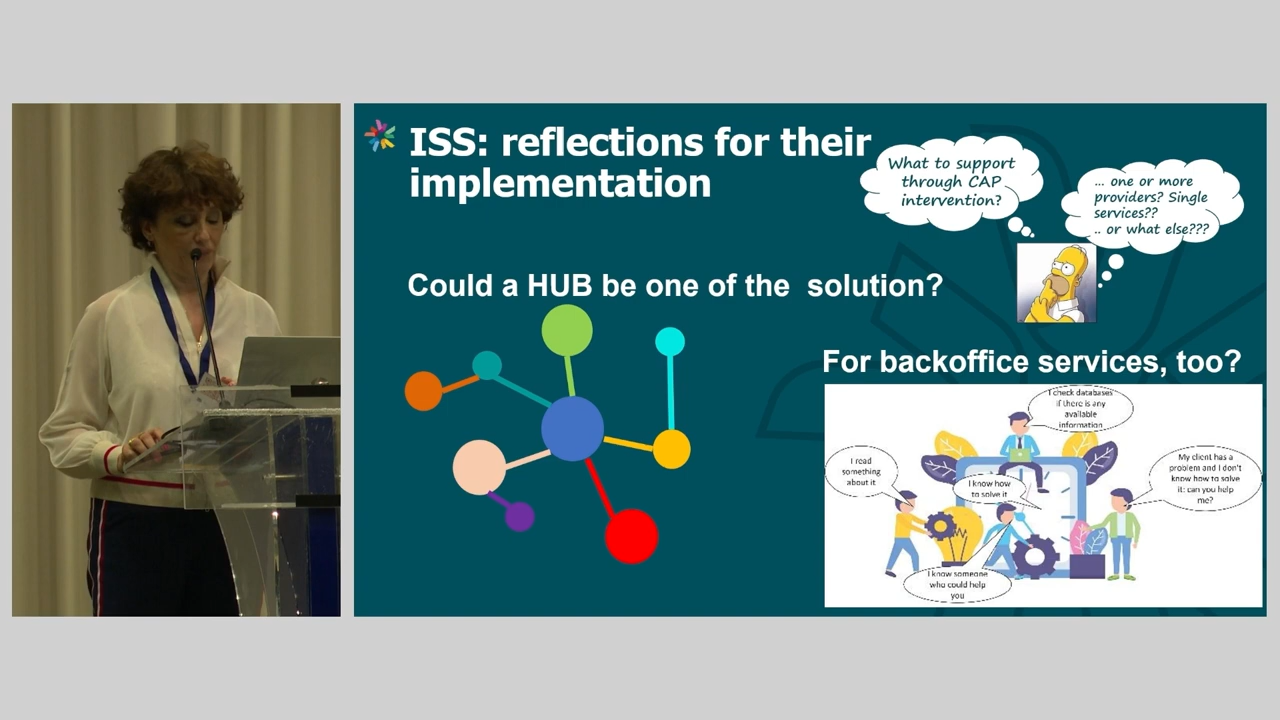 ISS: reflections for their
implementation
What to support
through CAP
intervention?
... one or more
providers? Single
services??
.. or what else???
Could a HUB be one of the  solution?
For backoffice services, too?
I check databases
if there is any
available
information
I read
something
about it
I know how
to solve it
My client has a
problem and I don't
know how to solve
it: can you help
me?
I know someone
who could help
you